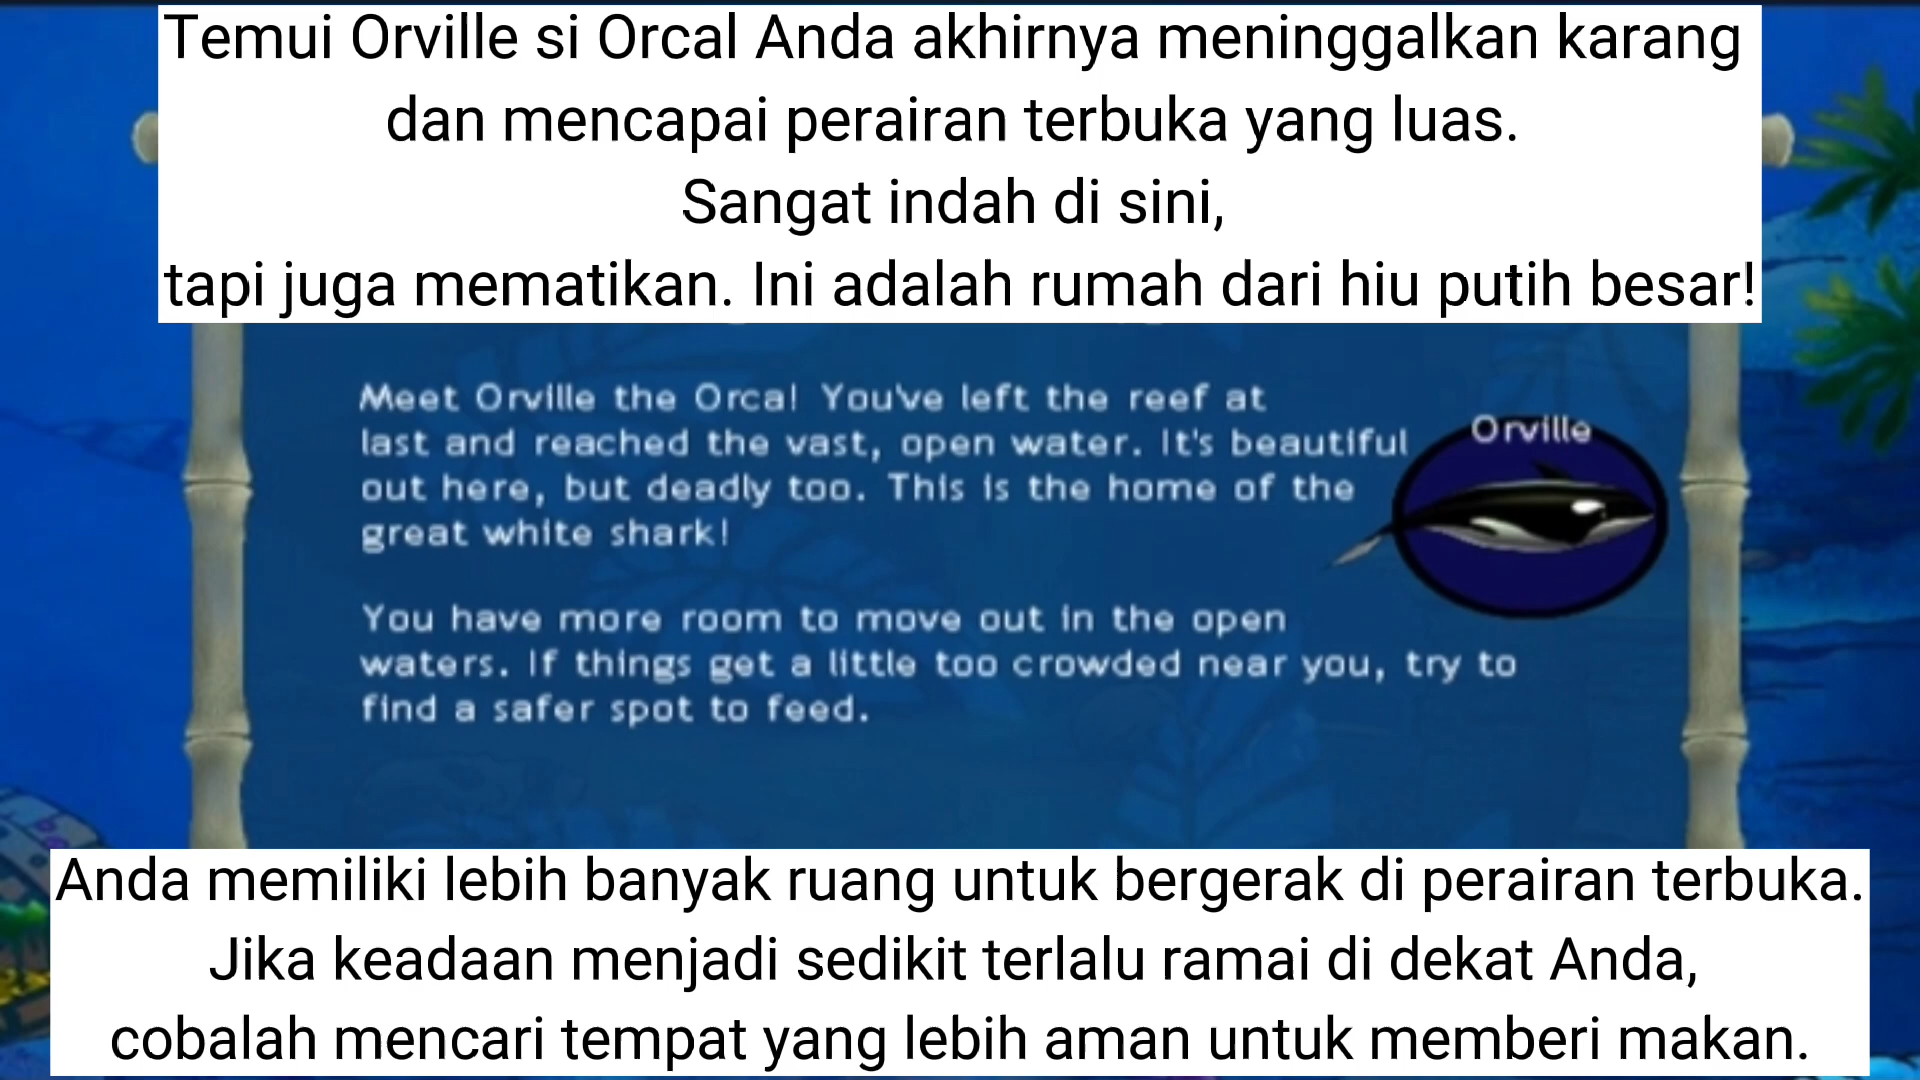 Temui Orville si Orcal Anda akhirnya meninggalkan karang
dan mencapai perairan terbuka yang luas.
Sangat indah di sini,
tapi juga mematikan. Ini adalah rumah dari hiu putih besar!
Meet Orville the Orca! You've left the reef at
last and reached the vast, open water. It's beautiful
out here, but deadly too. This is the home of the
great white shark!
Orville
You have more room to move out in the open
waters. If things get a little too crowded near you, try to
find a safer spot to feed.
Anda memiliki lebih banyak ruang untuk bergerak di perairan terbuka.
Jika keadaan menjadi sedikit terlalu ramai di dekat Anda,
cobalah mencari tempat yang lebih aman untuk memberi makan.